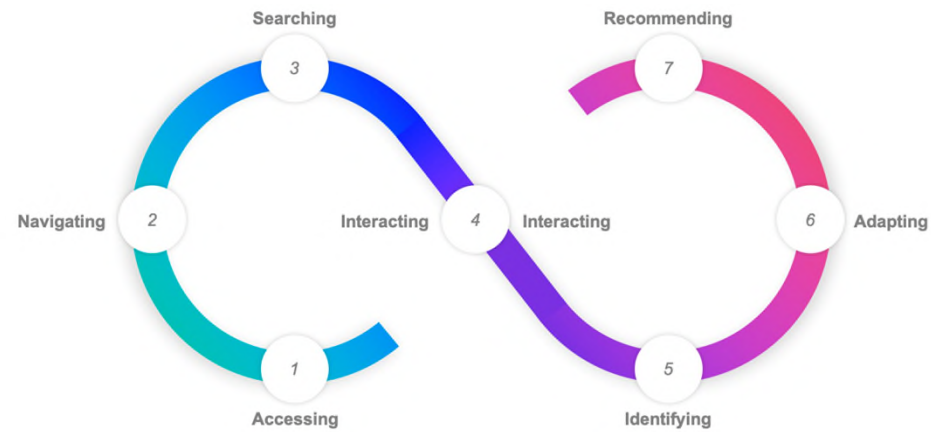 Searching
Recommending
3
7
Navigating
2
Interacting
4
Interacting
6
Adapting
1
5
Accessing
Identifying